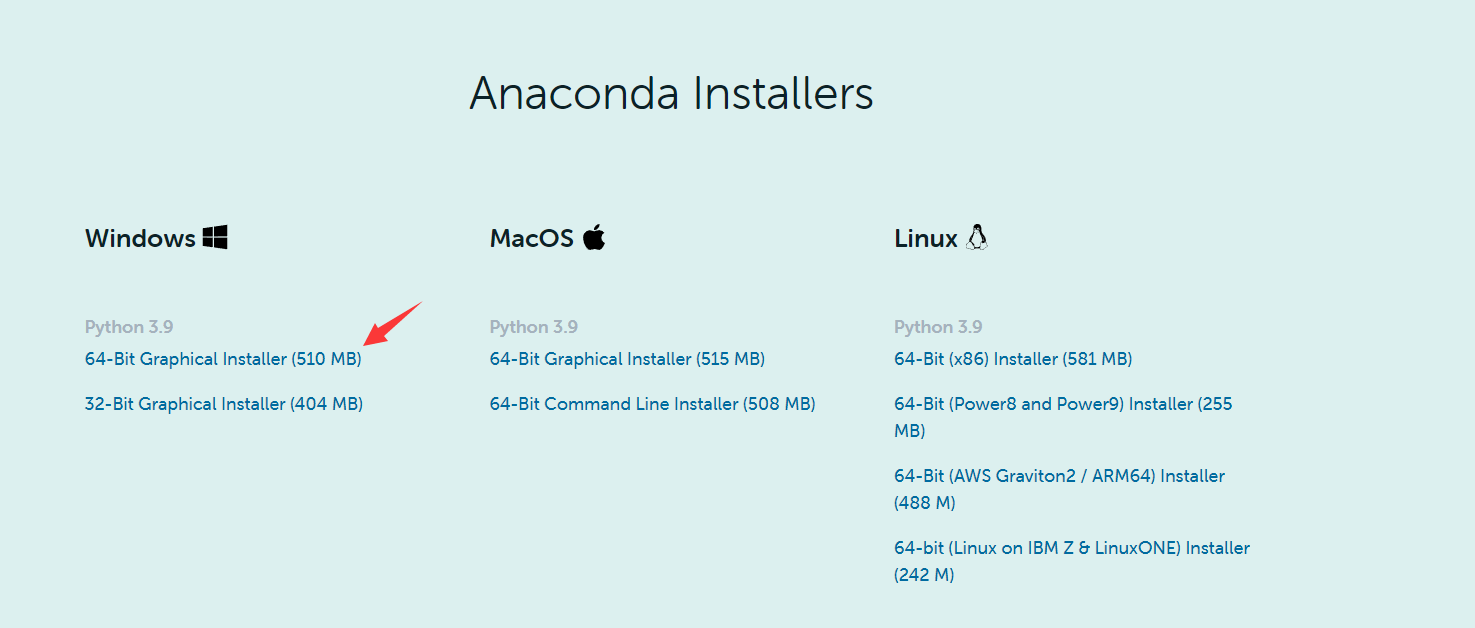 Anaconda Installers
Windows
Python 3.9
64-Bit Graphical Installer (510 MB)
32-Bit Graphical Installer (404 MB)
MacOS
Python 3.9
64-Bit Graphical Installer (515 MB)
64-Bit Command Line Installer (508 MB)
Linux
Python 3.9
64-Bit (x86) Installer (581 MB)
64-Bit (Power8 and Power9) Installer (255
MB)
64-Bit (AWS Graviton2 / ARM64) Installer
(488 M)
64-bit (Linux on IBM Z & LinuxONE) Installer
(242 M)